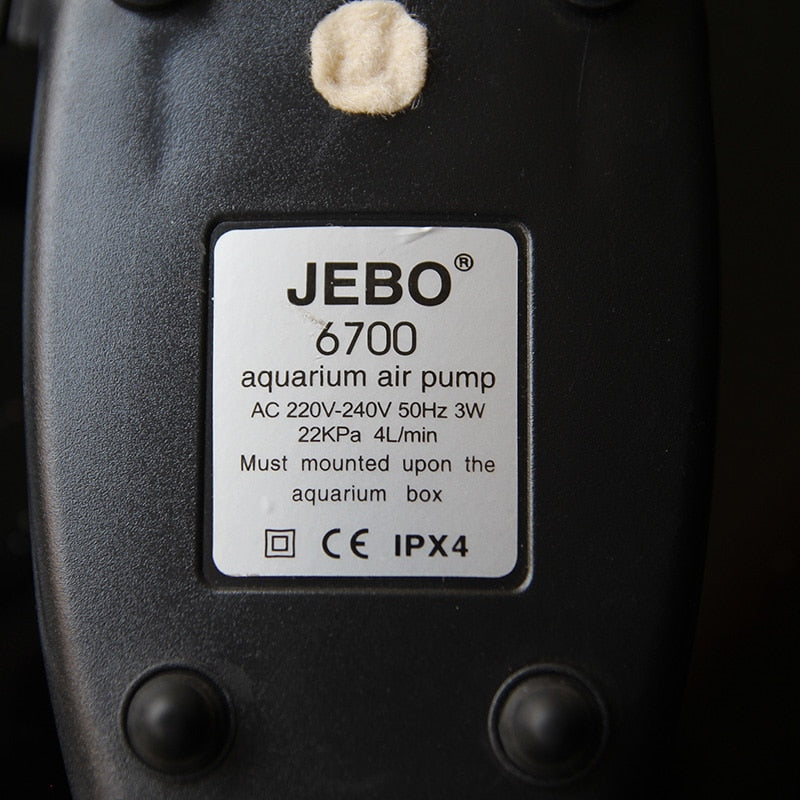 JEBO®
6700
aquarium air pump
AC 220V-240V 50Hz 3W
22KPa 4L/min
Must mounted upon the
aquarium box
CE IPX4